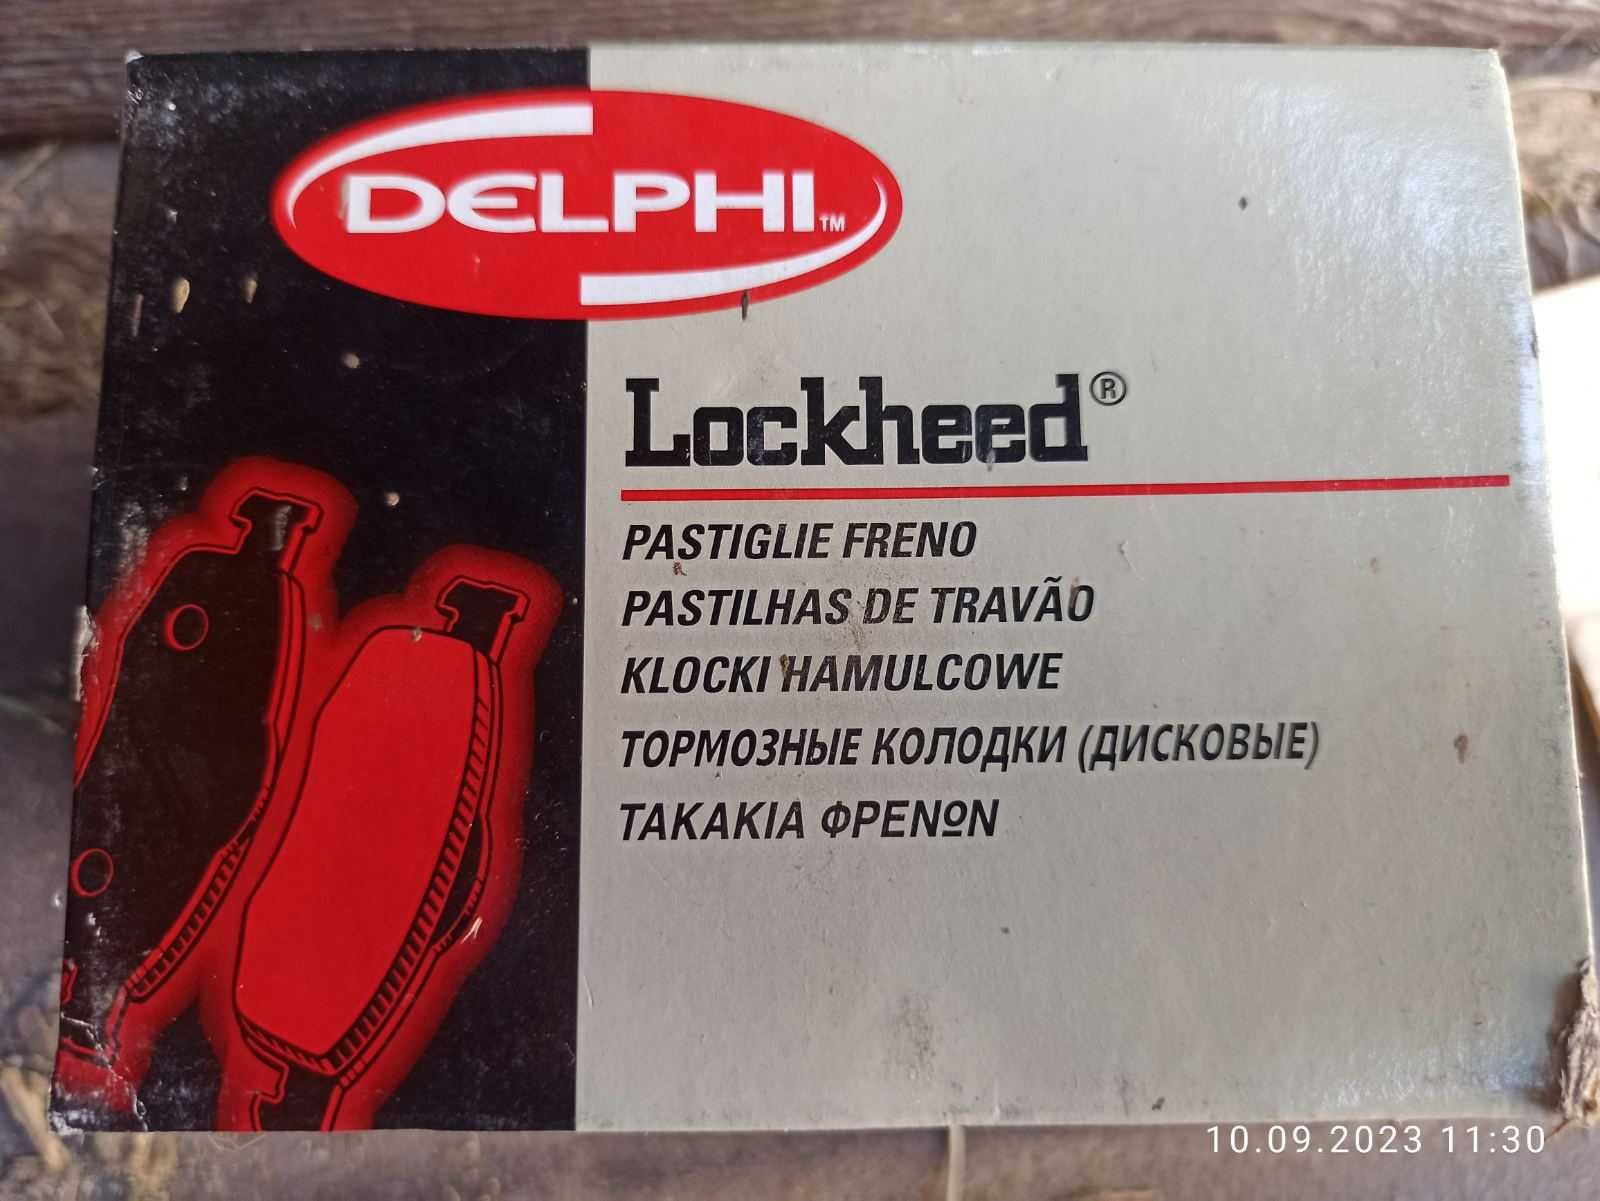 DELPHI™
Lockheed®
PASTIGLIE FRENO
PASTILHAS DE TRAVÃO
KLOCKI HAMULCOWE
ТОРМОЗНЫЕ КОЛОДКИ (ДИСКОВЫЕ)
ΤΑΚΑΚΙΑ ΦΡΕΝΩΝ
10.09.2023 11:30